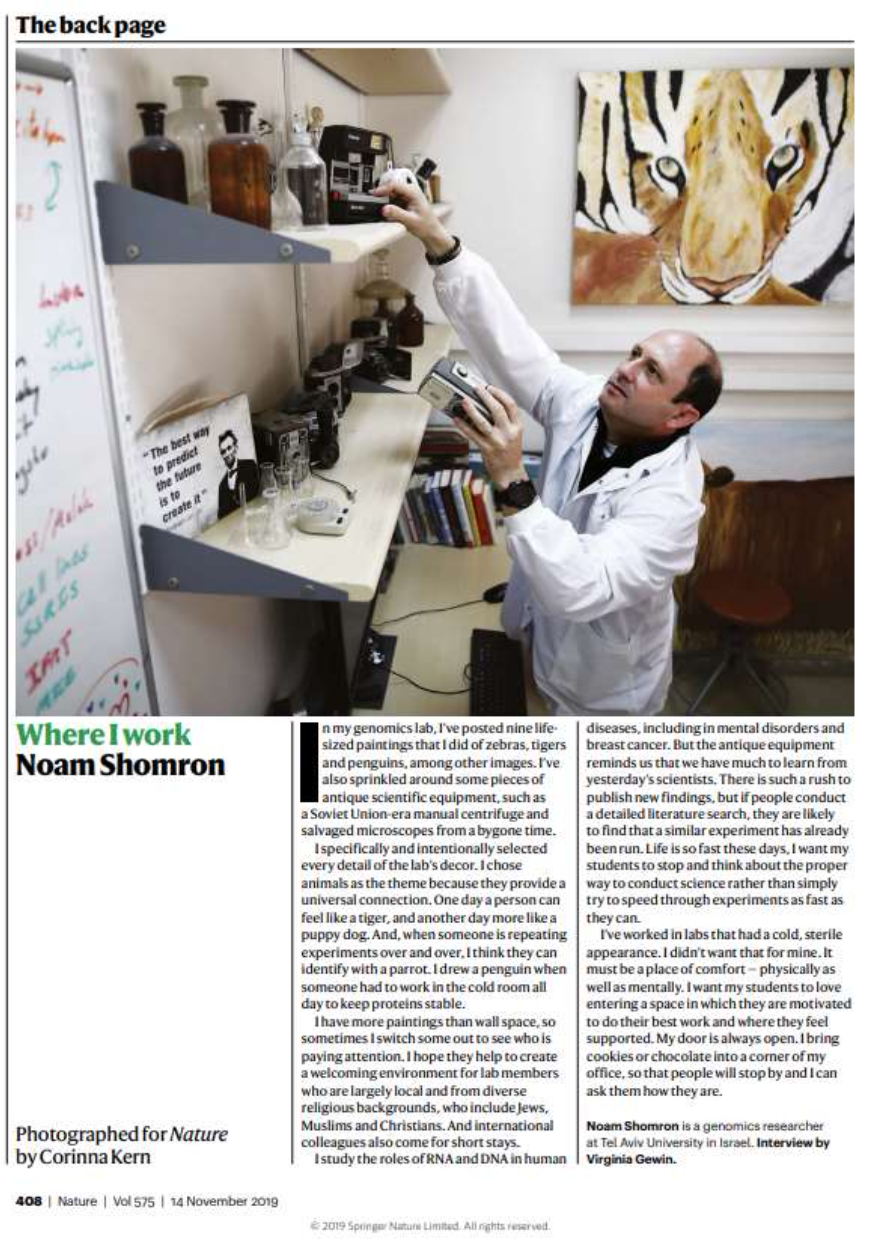 The back page
"The best way
to predict
the future
is to
create it"
Where I work
Noam Shomron
Photographed for Nature
by Corinna Kern
In my genomics lab, I've posted nine life-
sized paintings that I did of zebras, tigers
and penguins, among other images. I've
also sprinkled around some pieces of
antique scientific equipment, such as
a Soviet Union-era manual centrifuge and
salvaged microscopes from a bygone time.
I specifically and intentionally selected
every detail of the lab's decor. I chose
animals as the theme because they provide a
universal connection. One day a person can
feel like a tiger, and another day more like a
puppy dog. And, when someone is repeating
experiments over and over, I think they can
identify with a parrot. I drew a penguin when
someone had to work in the cold room all
day to keep proteins stable.
I have more paintings than wall space, so
sometimes I switch some out to see who is
paying attention. I hope they help to create
a welcoming environment for lab members
who are largely local and from diverse
religious backgrounds, who include Jews,
Muslims and Christians. And international
colleagues also come for short stays.
I study the roles of RNA and DNA in human
diseases, including in mental disorders and
breast cancer. But the antique equipment
reminds us that we have much to learn from
yesterday's scientists. There is such a rush to
publish new findings, but if people conduct
a detailed literature search, they are likely
to find that a similar experiment has already
been run. Life is so fast these days, I want my
students to stop and think about the proper
way to conduct science rather than simply
try to speed through experiments as fast as
they can.
I've worked in labs that had a cold, sterile
appearance. I didn't want that for mine. It
must be a place of comfort — physically as
well as mentally. I want my students to love
entering a space in which they are motivated
to do their best work and where they feel
supported. My door is always open. I bring
cookies or chocolate into a corner of my
office, so that people will stop by and I can
ask them how they are.
Noam Shomron is a genomics researcher
at Tel Aviv University in Israel. Interview by
Virginia Gewin.
408 | Nature | Vol 575 | 14 November 2019
© 2019 Springer Nature Limited. All rights reserved.